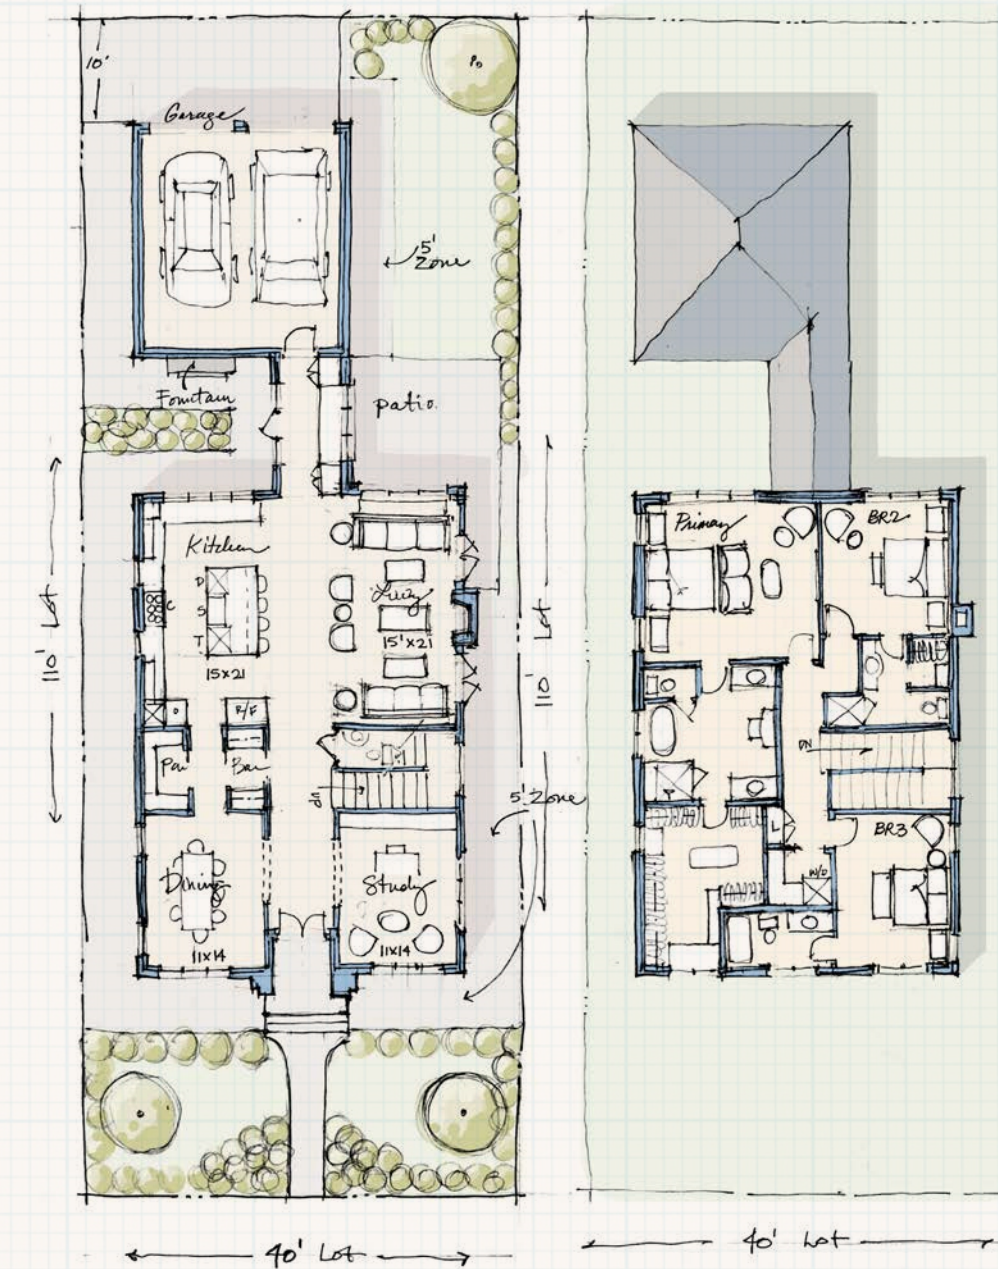 10'
Garage
5'
Zone
Fountain
patio.
Kitchen
D
S
T
C
15x21
R/F
Living
15'x21'
110' Lot
110' Lot
Pan
Bar
up
5' Zone
Dining
11x14
Study
11x14
40' Lot
Primary
BR2
DN
L
W/D
BR3
40' Lot